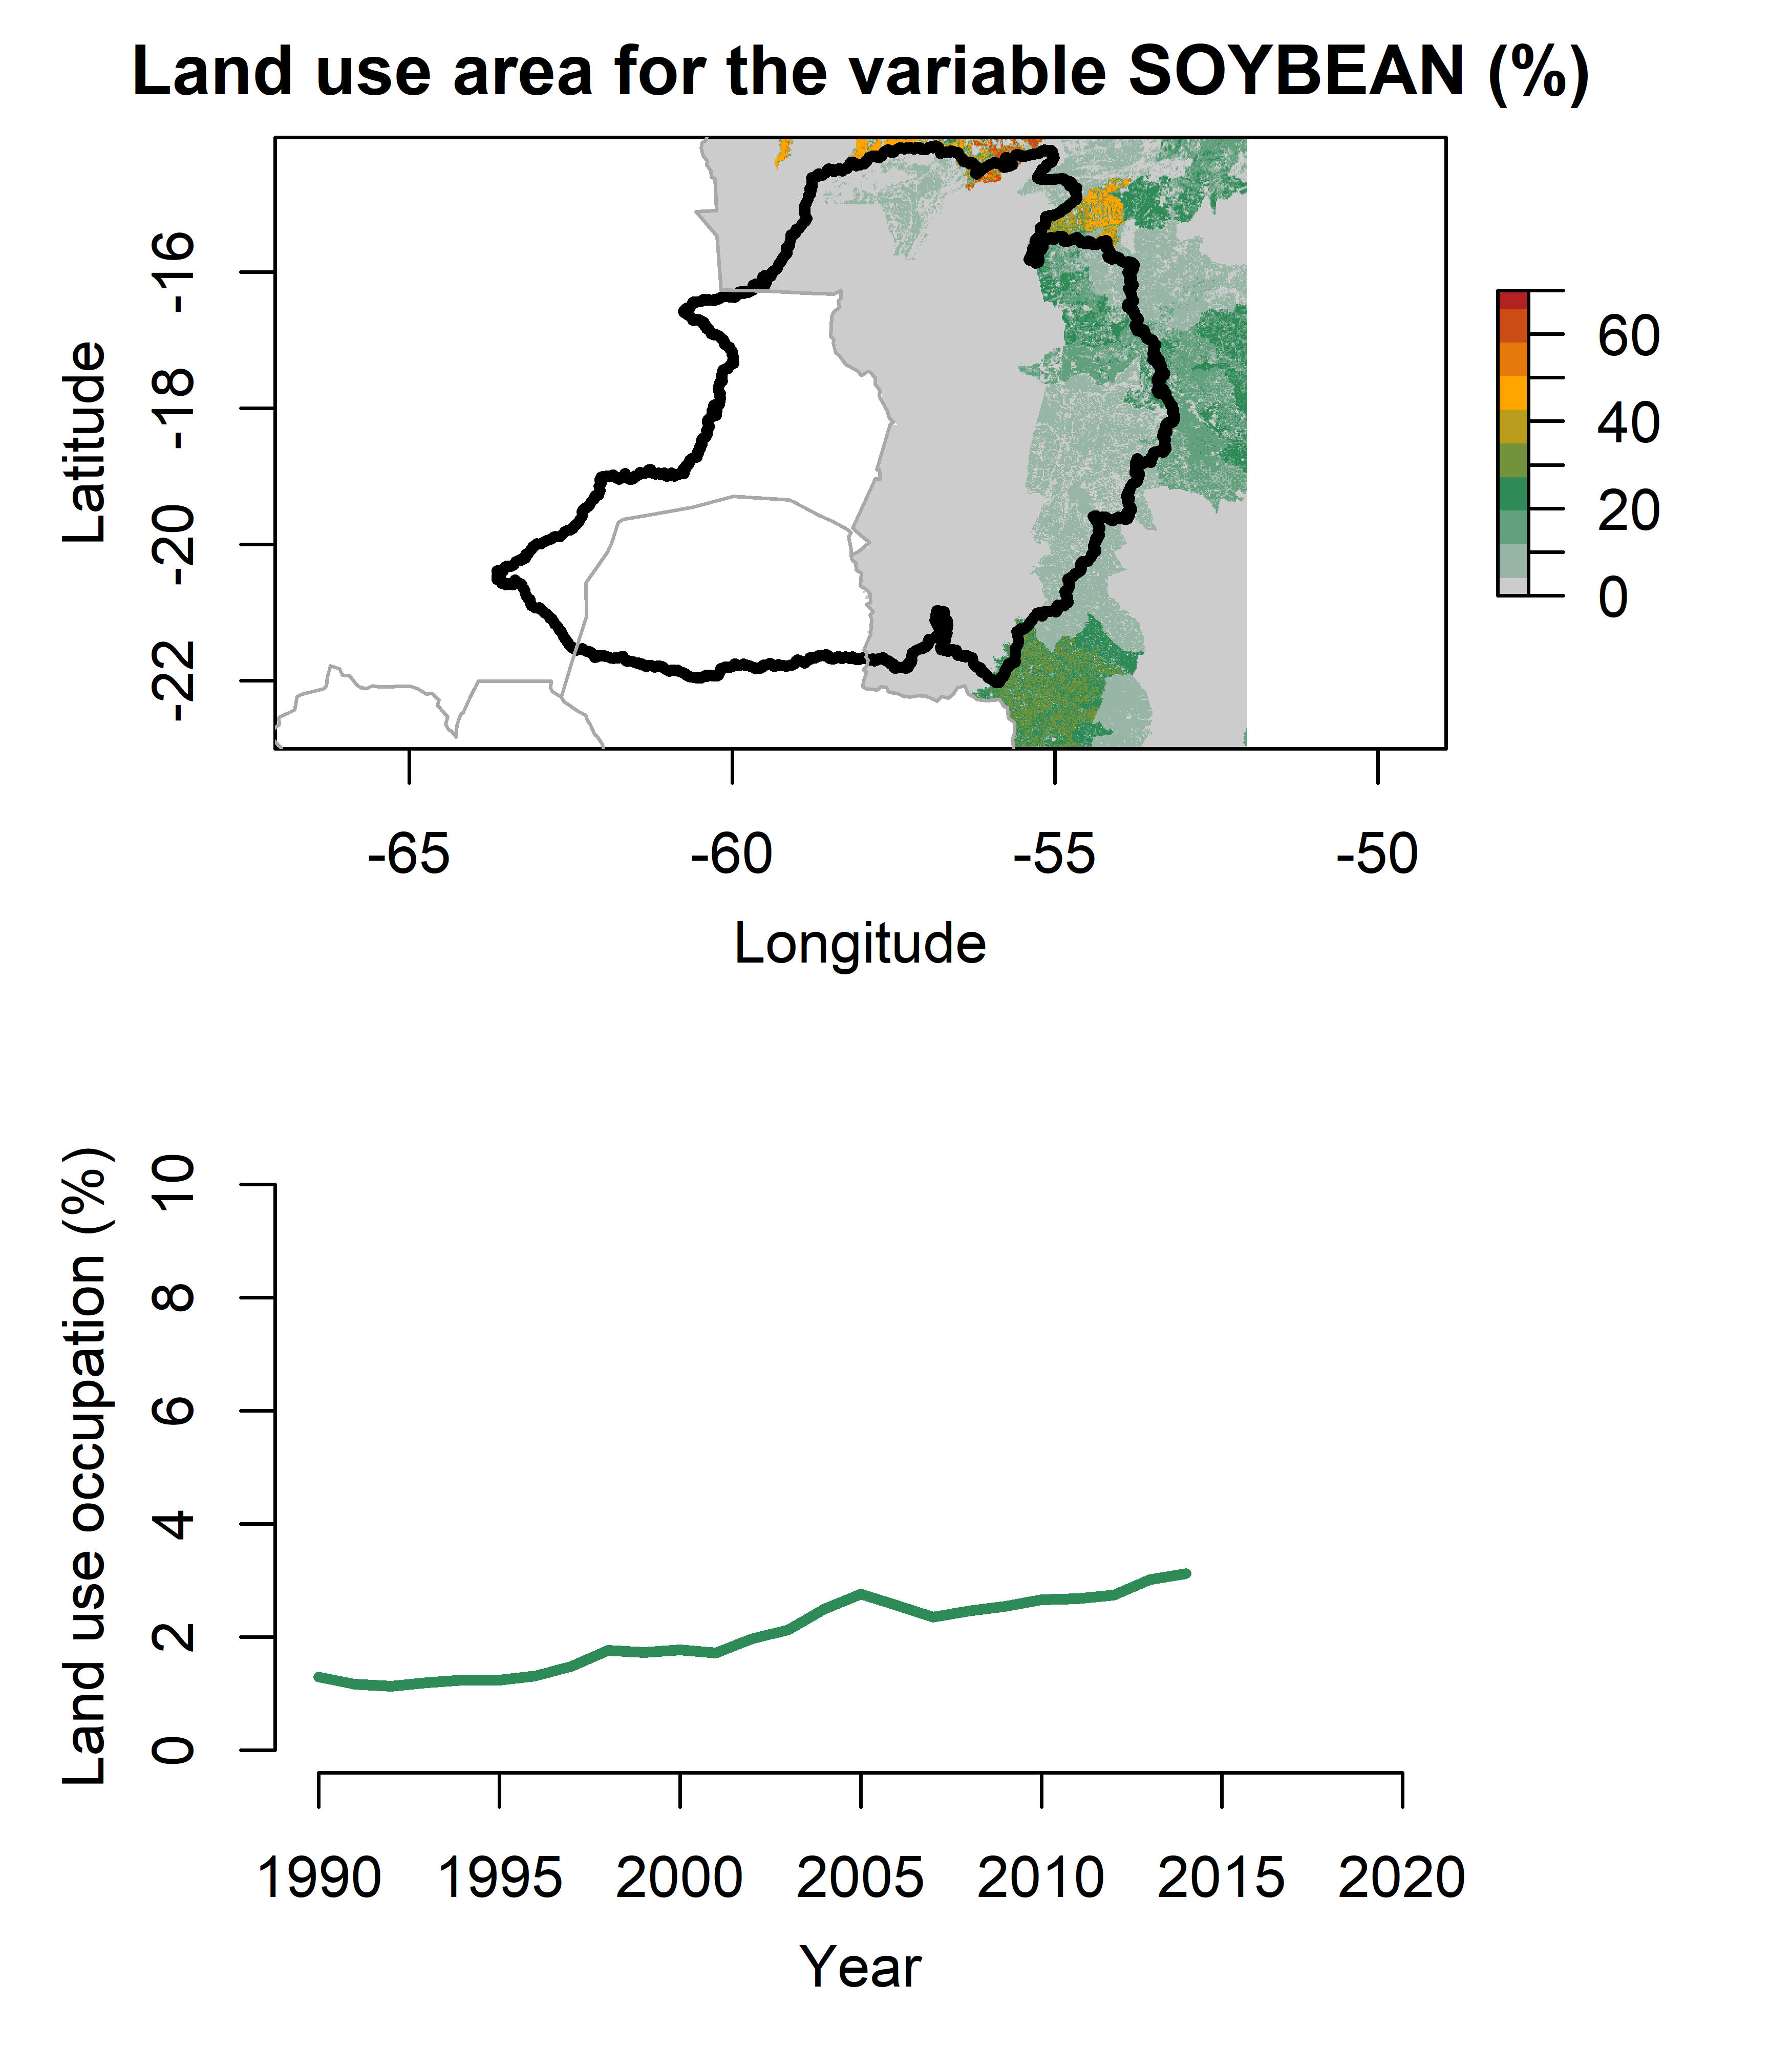 Land use area for the variable SOYBEAN (%)
Latitude
-16
-18
-20
-22
60
40
20
0
-65 -60 -55 -50
Longitude
Land use occupation (%)
10
8
6
4
2
0
1990 1995 2000 2005 2010 2015 2020
Year